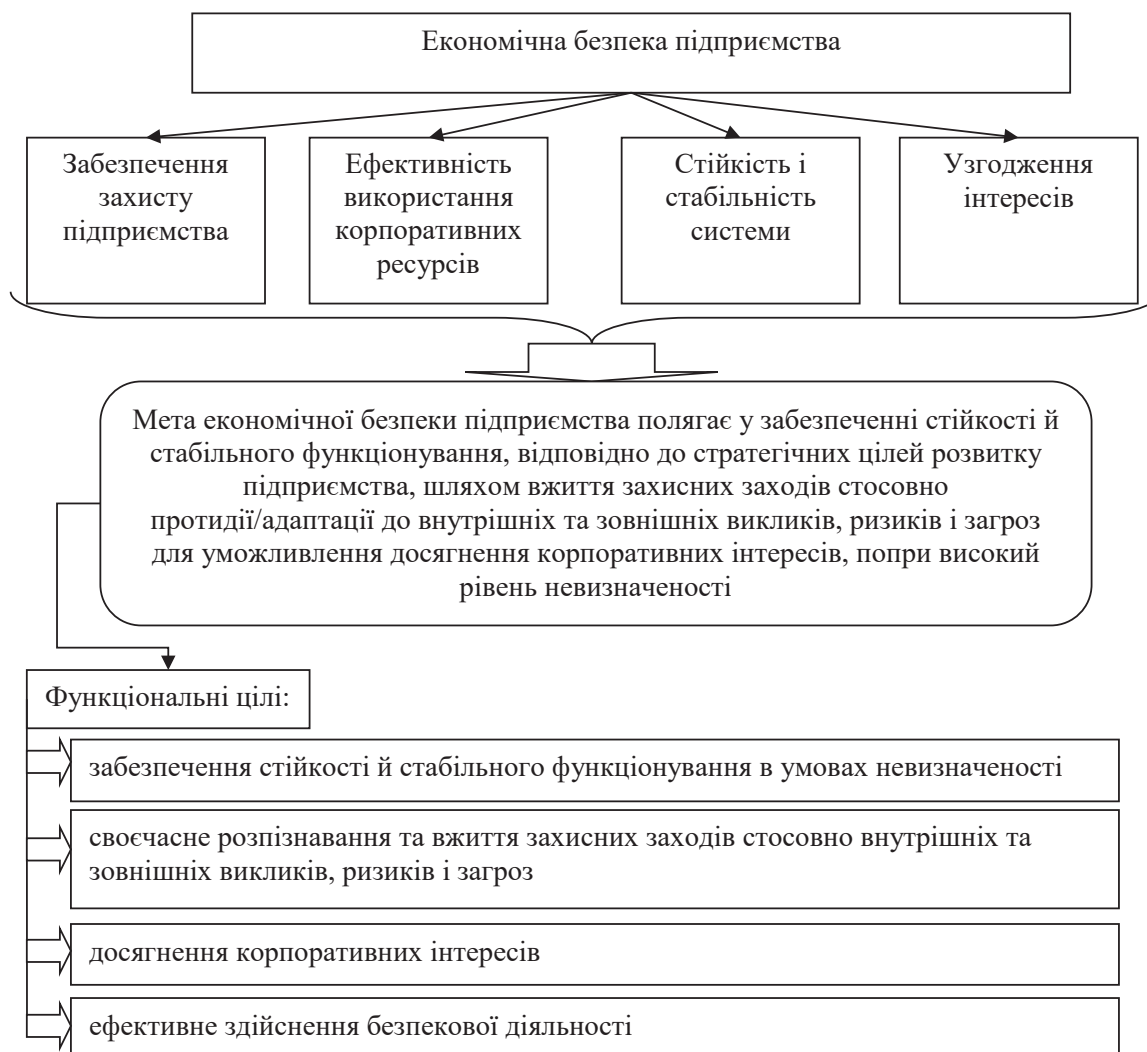 Економічна безпека підприємства
Забезпечення
захисту
підприємства
Ефективність
використання
корпоративних
ресурсів
Стійкість і
стабільність
системи
Узгодження
інтересів
Мета економічної безпеки підприємства полягає у забезпеченні стійкості й
стабільного функціонування, відповідно до стратегічних цілей розвитку
підприємства, шляхом вжиття захисних заходів стосовно
протидії/адаптації до внутрішніх та зовнішніх викликів, ризиків і загроз
для уможливлення досягнення корпоративних інтересів, попри високий
рівень невизначеності
Функціональні цілі:
забезпечення стійкості й стабільного функціонування в умовах невизначеності
своєчасне розпізнавання та вжиття захисних заходів стосовно внутрішніх та
зовнішніх викликів, ризиків і загроз
досягнення корпоративних інтересів
ефективне здійснення безпекової діяльності